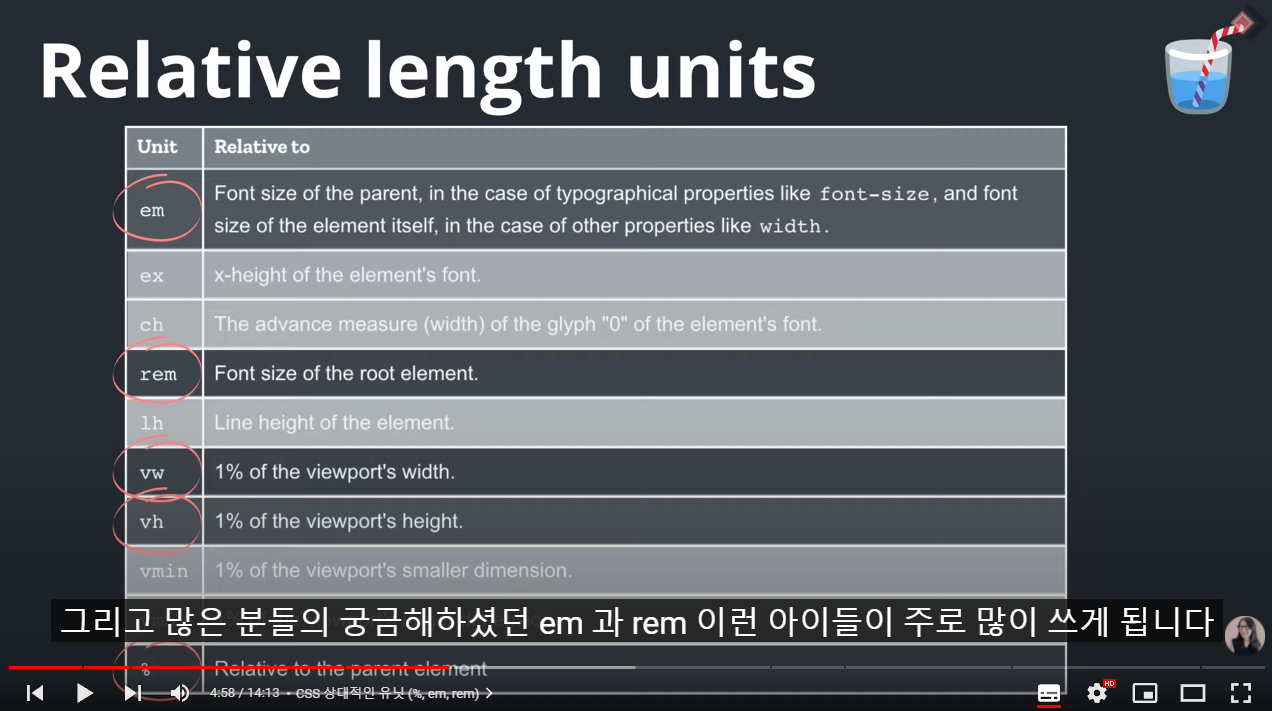 Relative length units
Unit Relative to
em Font size of the parent, in the case of typographical properties like font-size, and font
size of the element itself, in the case of other properties like width.
ex x-height of the element's font.
ch The advance measure (width) of the glyph "0" of the element's font.
rem Font size of the root element.
lh Line height of the element.
vw 1% of the viewport's width.
vh 1% of the viewport's height.
vmin 1% of the viewport's smaller dimension.
그리고 많은 분들의 궁금해하셨던 em 과 rem 이런 아이들이 주로 많이 쓰게 됩니다
% Relative to the parent element
4:58 / 14:13 • CSS 상대적인 유닛 (%, em, rem)
HD